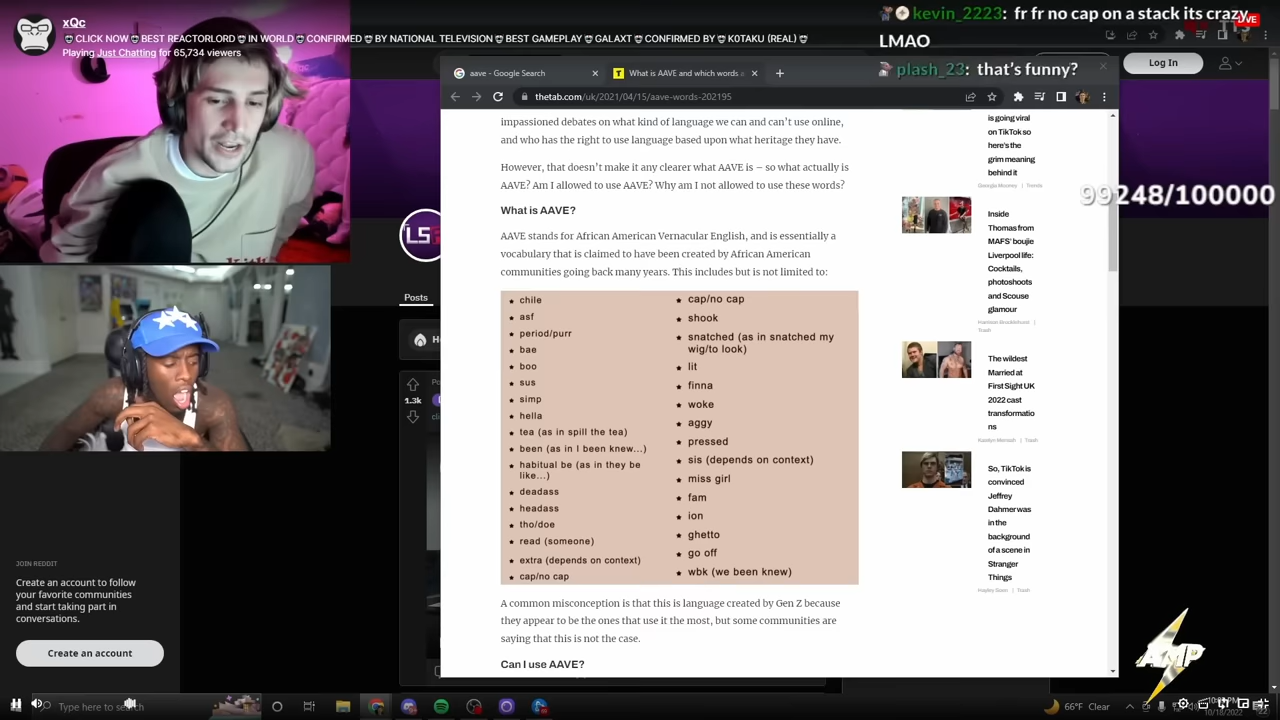 xQc
CLICK NOW BEST REACTORLORD IN WORLD CONFIRMED BY NATIONAL TELEVISION BEST GAMEPLAY GALAXT CONFIRMED BY K0TAKU (REAL)
Playing Just Chatting for 65,734 viewers
kevin_2223: fr fr no cap on a stack its crazy
LIVE
LMAO
plash_23: that's funny?
Log In
aave - Google Search
What is AAVE and which words
thetab.com/uk/2021/04/15/aave-words-202195
99248/100000
impassioned debates on what kind of language we can and can't use online,
and who has the right to use language based upon what heritage they have.
However, that doesn't make it any clearer what AAVE is – so what actually is
AAVE? Am I allowed to use AAVE? Why am I not allowed to use these words?
What is AAVE?
AAVE stands for African American Vernacular English, and is essentially a
vocabulary that is claimed to have been created by African American
communities going back many years. This includes but is not limited to:
chile
asf
period/purr
bae
boo
sus
simp
hella
tea (as in spill the tea)
been (as in I been knew...)
habitual be (as in they be
like...)
deadass
headass
tho/doe
read (someone)
extra (depends on context)
cap/no cap
cap/no cap
shook
snatched (as in snatched my
wig/to look)
lit
finna
woke
aggy
pressed
sis (depends on context)
miss girl
fam
ion
ghetto
go off
wbk (we been knew)
A common misconception is that this is language created by Gen Z because
they appear to be the ones that use it the most, but some communities are
saying that this is not the case.
Can I use AAVE?
is going viral
on TikTok so
here's the
grim meaning
behind it
Georgia Mooney | Trends
Inside
Thomas from
MAFS' boujie
Liverpool life:
Cocktails,
photoshoots
and Scouse
glamour
Harrison Brocklehurst |
Trash
The wildest
Married at
First Sight UK
2022 cast
transformatio
ns
Trash
So, TikTok is
convinced
Jeffrey
Dahmer was
in the
background
of a scene in
Stranger
Things
Hayley Soen | Trash
LS
Posts
1.3k
JOIN REDDIT
Create an account to follow
your favorite communities
and start taking part in
conversations.
Create an account
AMP
Type here to search
66°F Clear
10/18/2022